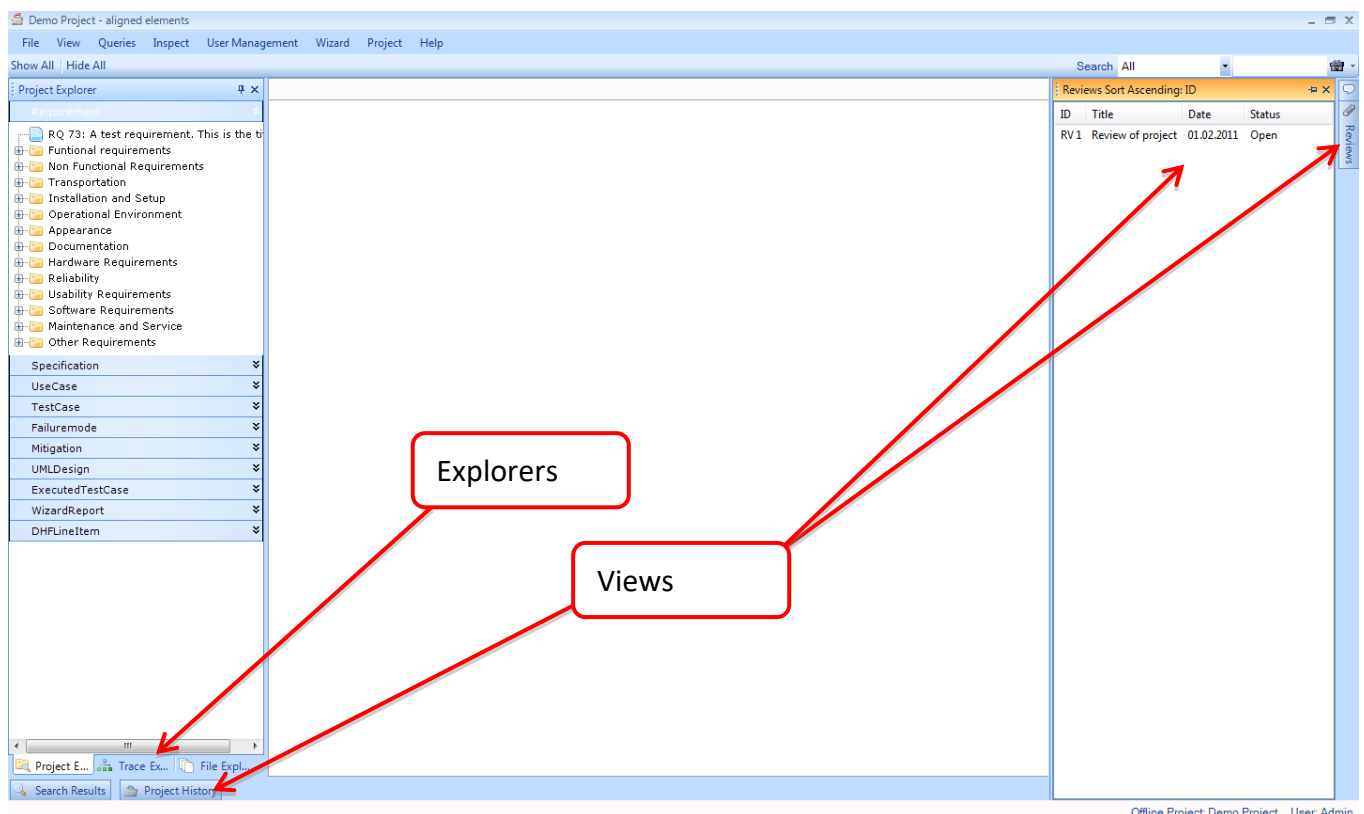 Demo Project - aligned elements
File View Queries Inspect User Management Wizard Project Help
Show All Hide All
Search All
Project Explorer
Requirement
RQ 73: A test requirement. This is the ti
Funtional requirements
Non Functional Requirements
Transportation
Installation and Setup
Operational Environment
Appearance
Documentation
Hardware Requirements
Reliability
Usability Requirements
Software Requirements
Maintenance and Service
Other Requirements
Specification
UseCase
TestCase
Failuremode
Mitigation
UMLDesign
ExecutedTestCase
WizardReport
DHFLineItem
Project E... Trace Ex... File Expl...
Search Results Project History
Explorers
Views
Reviews Sort Ascending: ID
ID Title Date Status
RV 1 Review of project 01.02.2011 Open
Reviews
Offline Project: Demo Project User: Admin